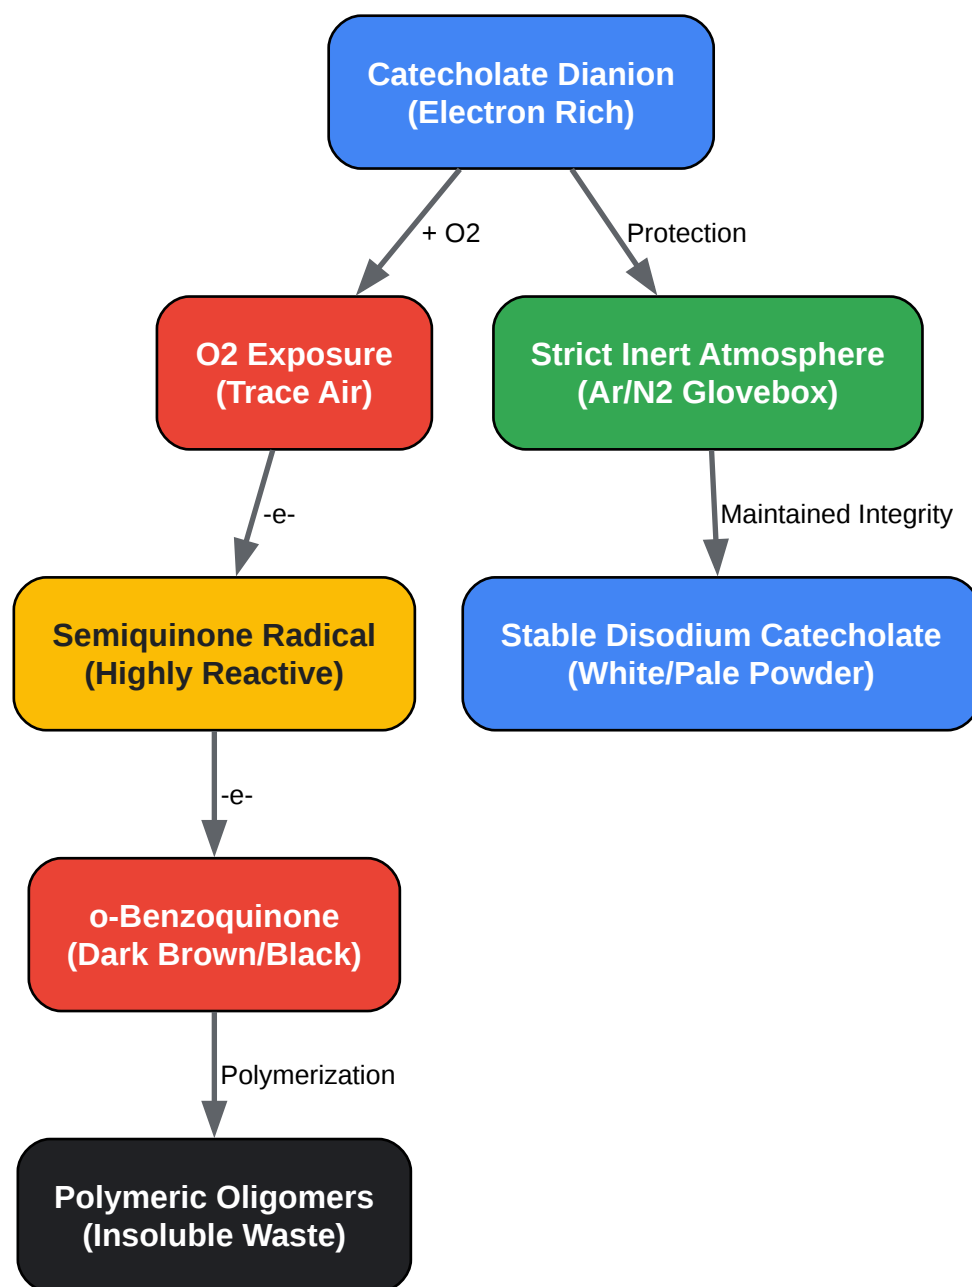 Catecholate Dianion
(Electron Rich)
+ O2
Protection
O2 Exposure
(Trace Air)
Strict Inert Atmosphere
(Ar/N2 Glovebox)
-e-
Maintained Integrity
Semiquinone Radical
(Highly Reactive)
Stable Disodium Catecholate
(White/Pale Powder)
-e-
o-Benzoquinone
(Dark Brown/Black)
Polymerization
Polymeric Oligomers
(Insoluble Waste)